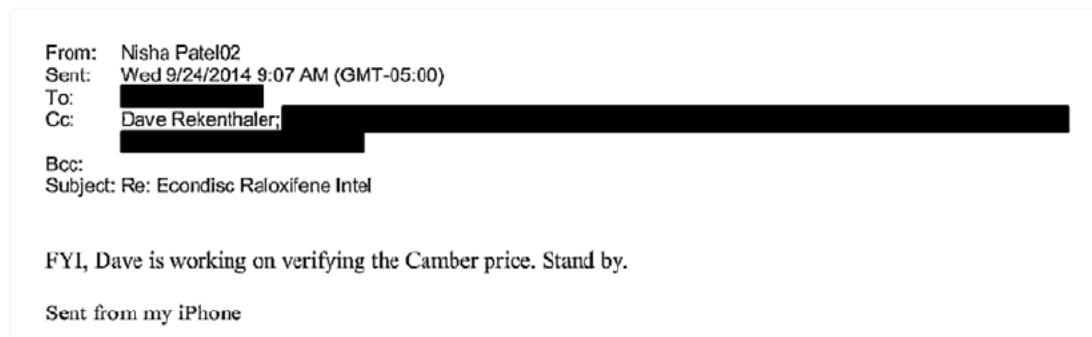 From: Nisha Patel02
Sent: Wed 9/24/2014 9:07 AM (GMT-05:00)
To:
Cc: Dave Rekenthaler;
Bcc:
Subject: Re: Econdisc Raloxifene Intel
FYI, Dave is working on verifying the Camber price. Stand by.
Sent from my iPhone